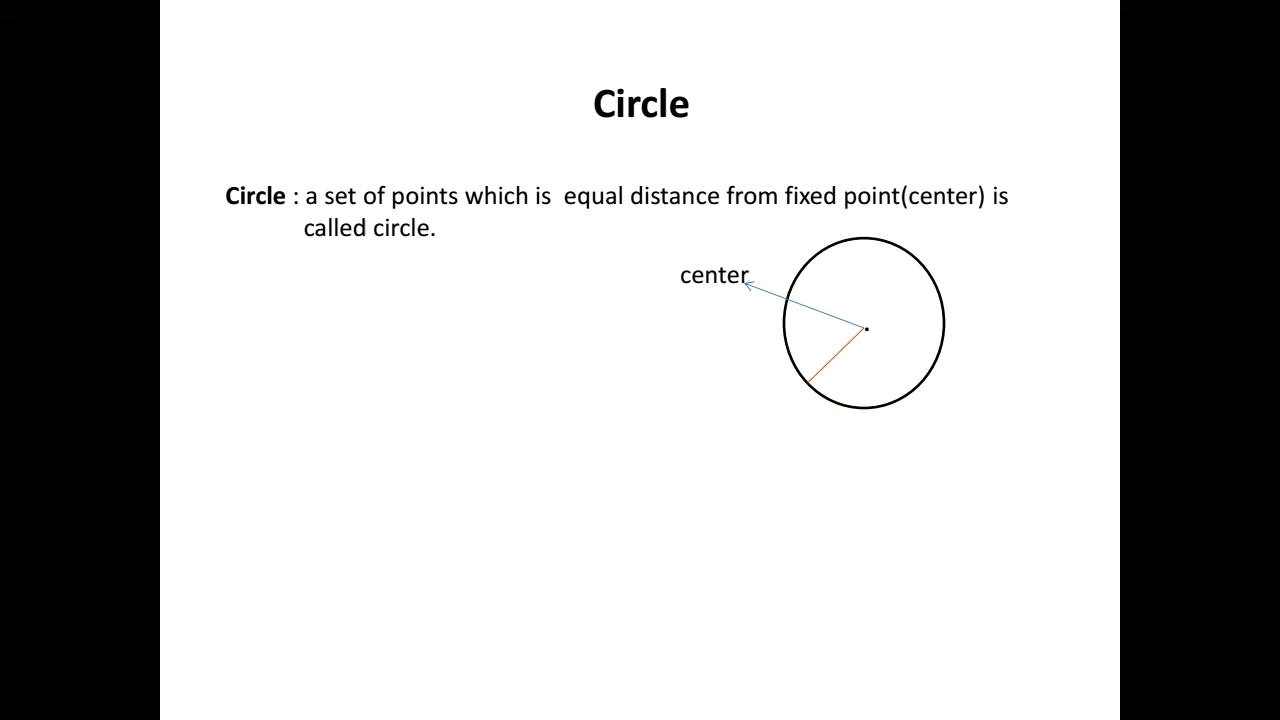 Circle
Circle : a set of points which is  equal distance from fixed point(center) is
called circle.
center